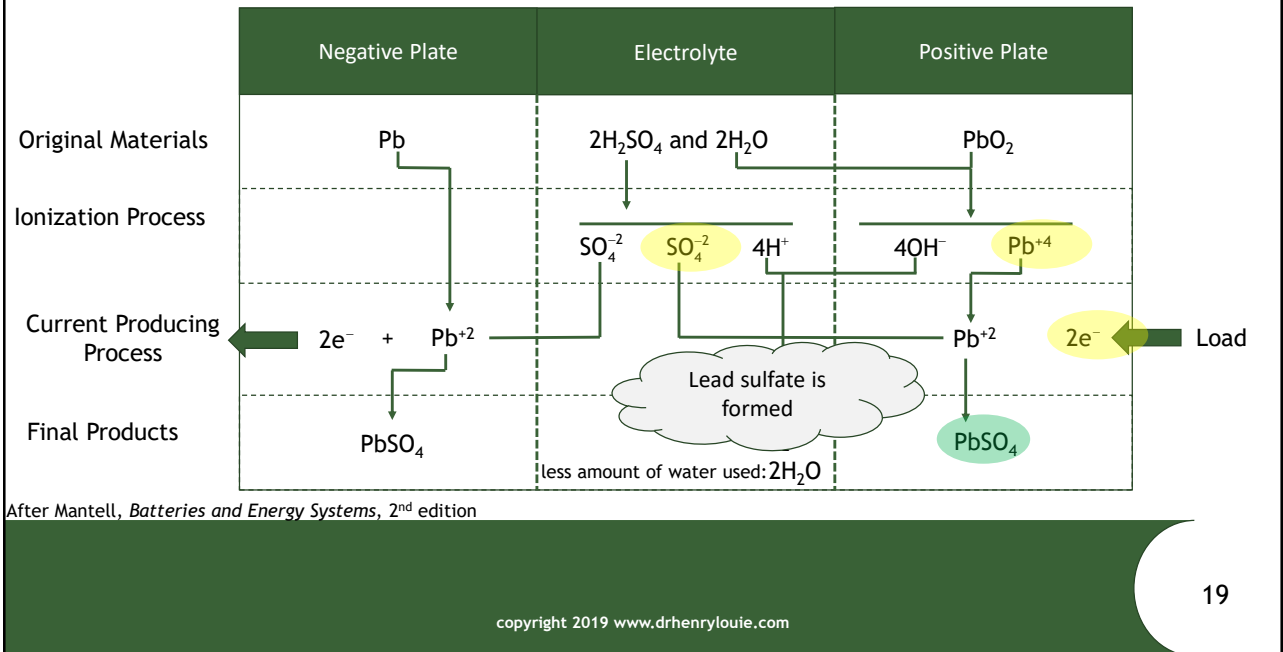 Negative Plate Electrolyte Positive Plate
Original Materials Pb 2H₂SO₄ and 2H₂O PbO₂
Ionization Process
SO₄⁻² SO₄⁻² 4H⁺ 4OH⁻ Pb⁺⁴
Current Producing
Process
2e⁻ + Pb⁺² Pb⁺² 2e⁻ Load
Lead sulfate is
formed
Final Products PbSO₄ PbSO₄
less amount of water used: 2H₂O
After Mantell, Batteries and Energy Systems, 2ⁿᵈ edition
19
copyright 2019 www.drhenrylouie.com